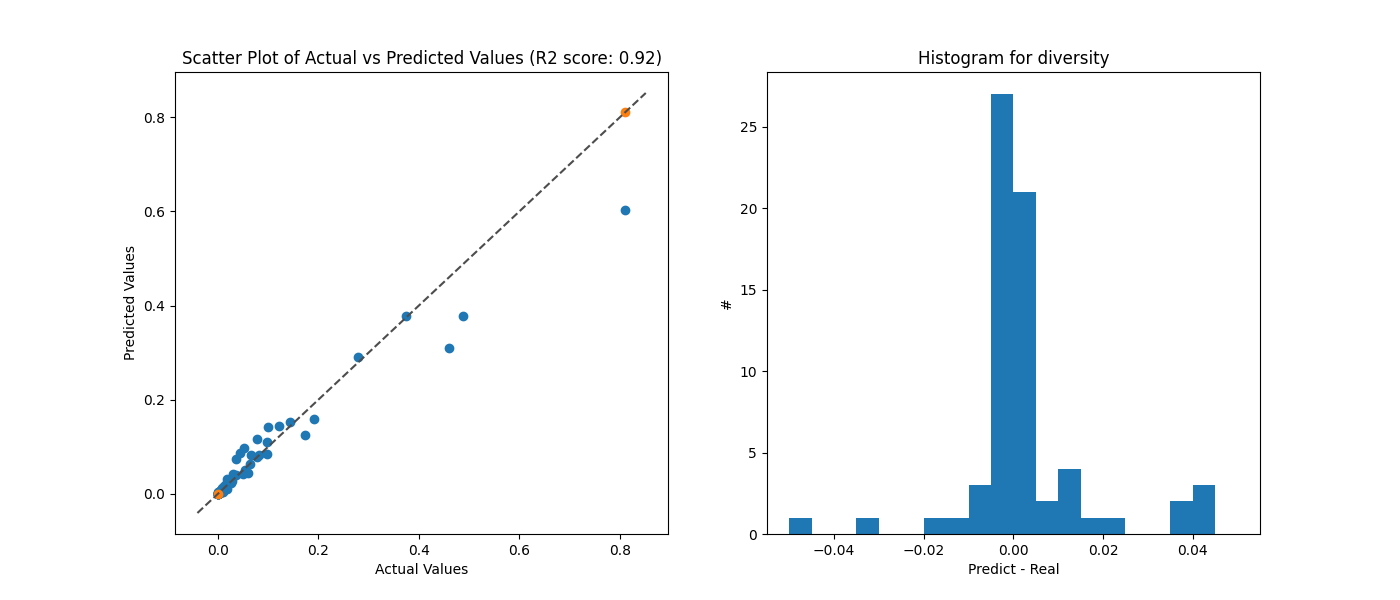 Scatter Plot of Actual vs Predicted Values (R2 score: 0.92)
Predicted Values
0.8
0.6
0.4
0.2
0.0
0.0 0.2 0.4 0.6 0.8
Actual Values
Histogram for diversity
#
25
20
15
10
5
0
−0.04 −0.02 0.00 0.02 0.04
Predict - Real